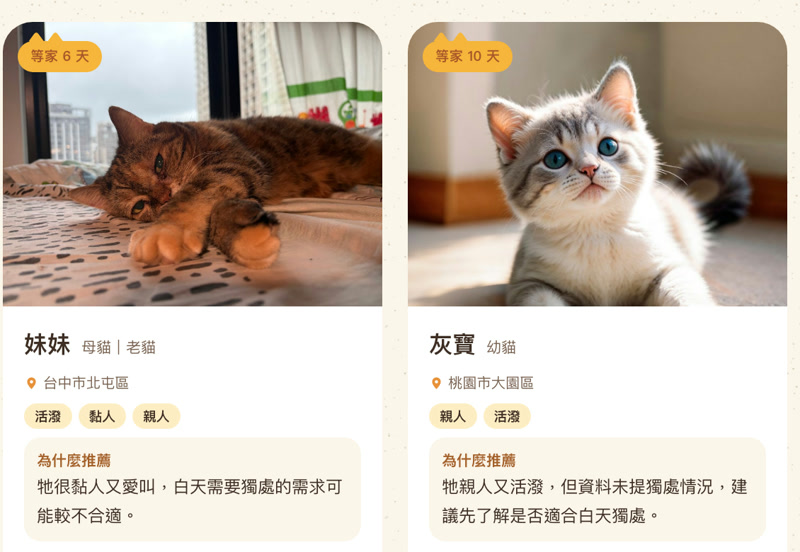 等家 6 天
妹妹 母貓｜老貓
台中市北屯區
活潑 黏人 親人
為什麼推薦
牠很黏人又愛叫，白天需要獨處的需求可
能較不合適。
等家 10 天
灰寶 幼貓
桃園市大園區
親人 活潑
為什麼推薦
牠親人又活潑，但資料未提獨處情況，建
議先了解是否適合白天獨處。